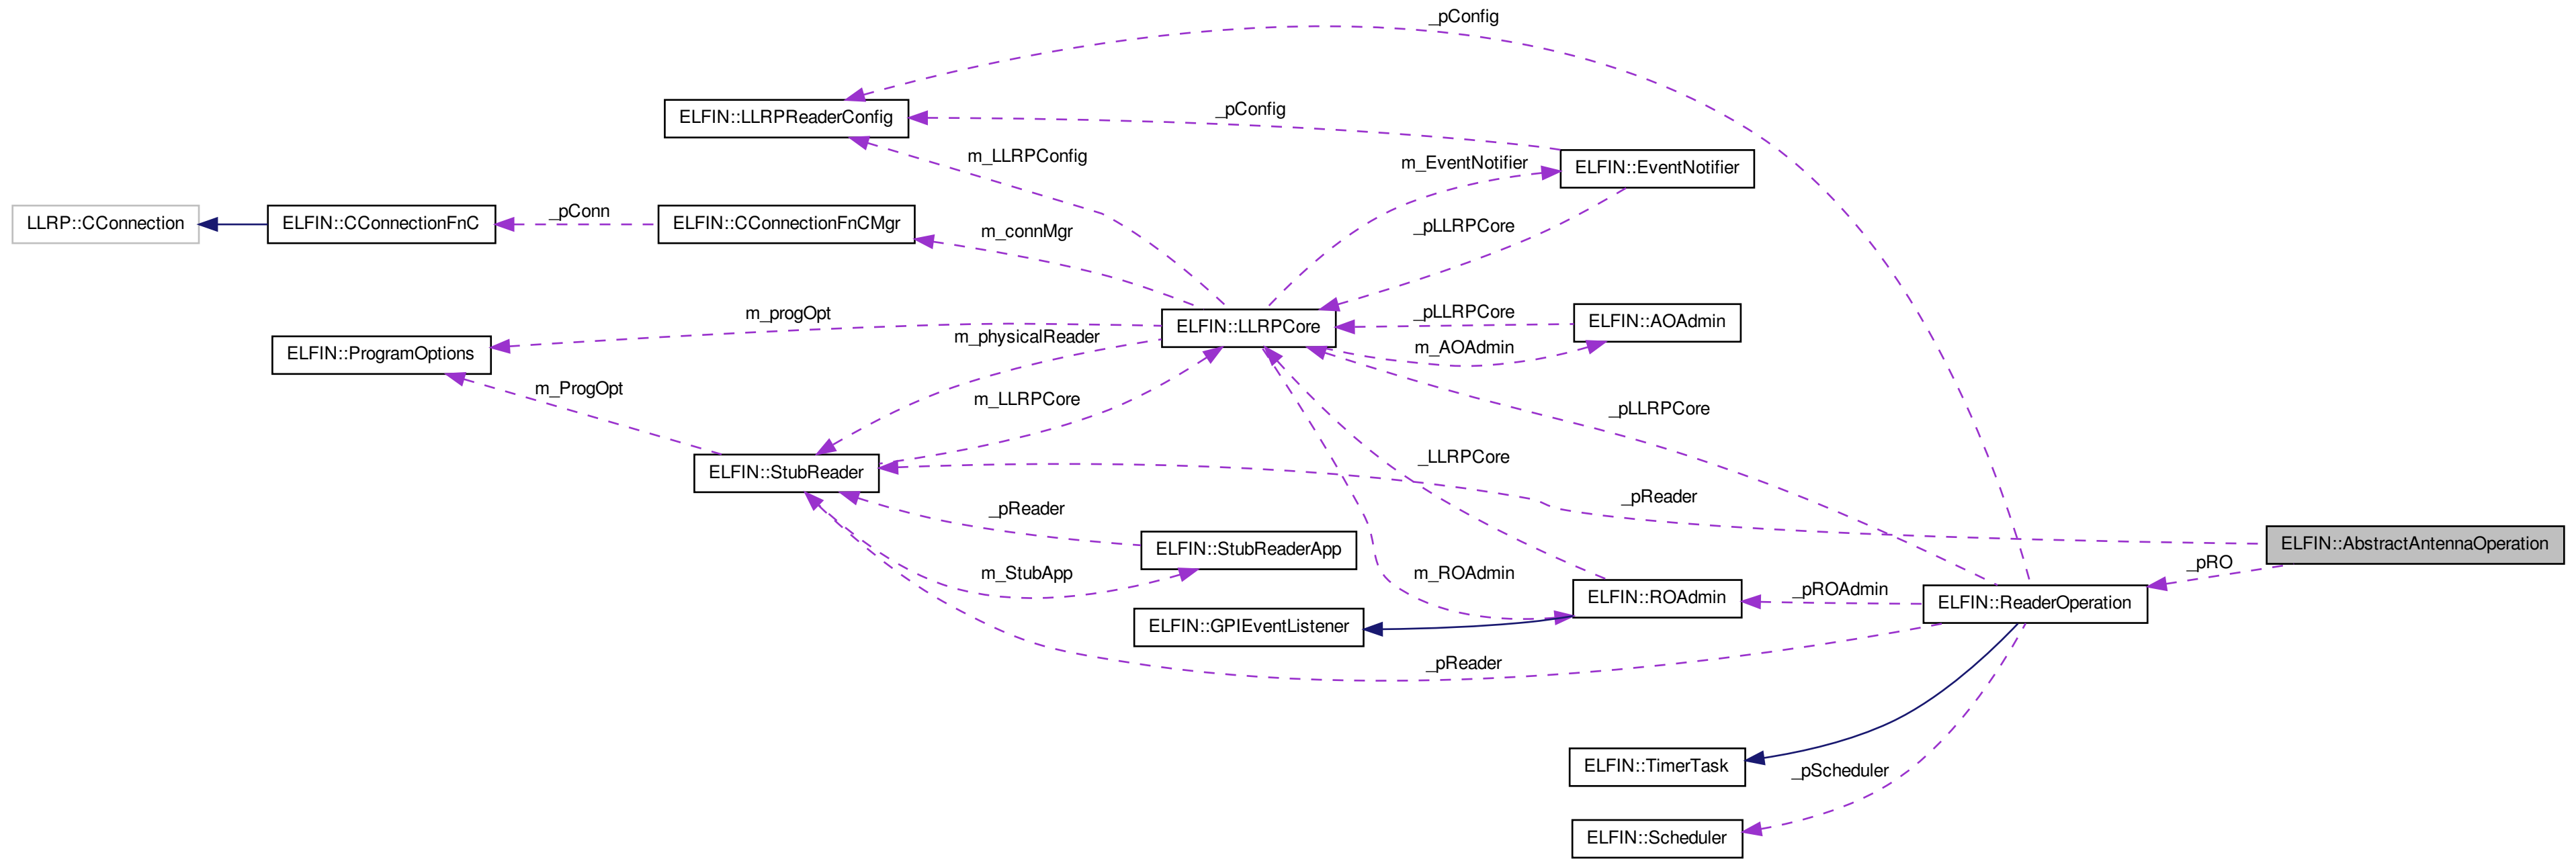 _pConfig
ELFIN::LLRPReaderConfig
_pConfig
m_LLRPConfig
m_EventNotifier
ELFIN::EventNotifier
LLRP::CConnection
ELFIN::CConnectionFnC
_pConn
ELFIN::CConnectionFnCMgr
m_connMgr
_pLLRPCore
m_progOpt
ELFIN::LLRPCore
_pLLRPCore
ELFIN::AOAdmin
ELFIN::ProgramOptions
m_physicalReader
m_AOAdmin
m_ProgOpt
m_LLRPCore
_pLLRPCore
ELFIN::StubReader
_LLRPCore
_pReader
_pReader
ELFIN::StubReaderApp
ELFIN::AbstractAntennaOperation
m_StubApp
m_ROAdmin
_pRO
ELFIN::ROAdmin
_pROAdmin
ELFIN::ReaderOperation
ELFIN::GPIEventListener
_pReader
ELFIN::TimerTask
_pScheduler
ELFIN::Scheduler